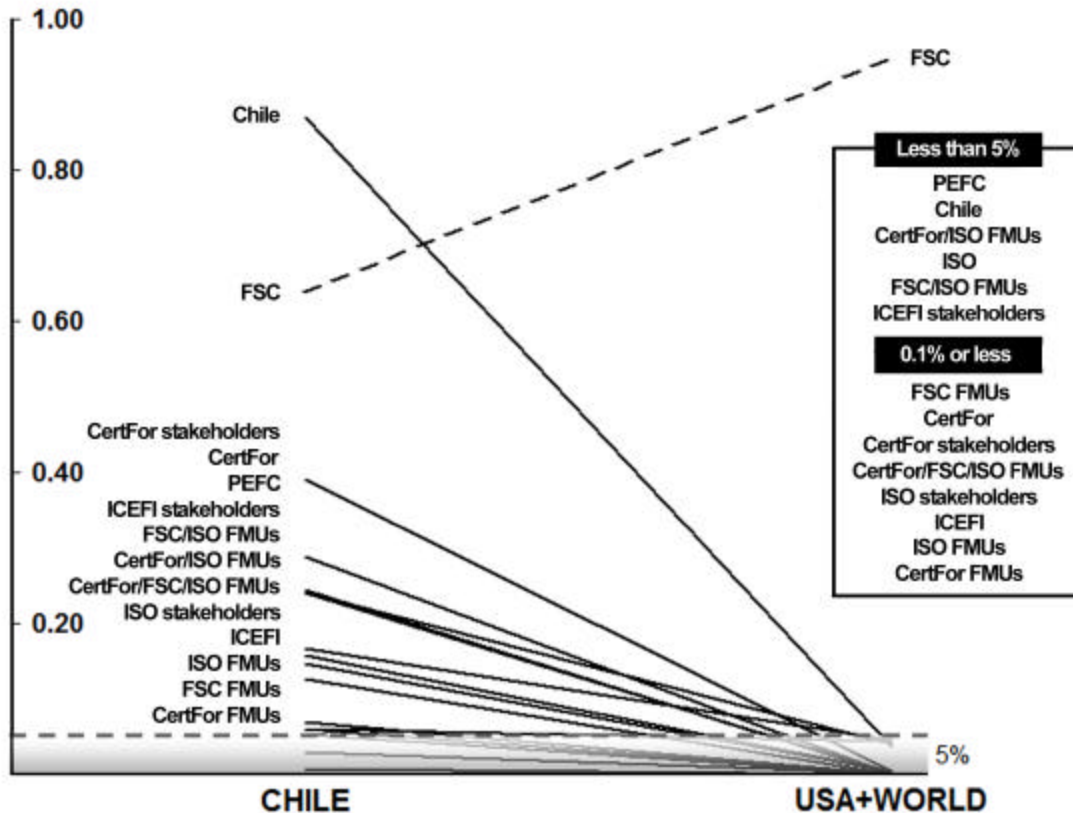 1.00
0.80
0.60
0.40
0.20
Chile
FSC
CertFor stakeholders
CertFor
PEFC
ICEFI stakeholders
FSC/ISO FMUs
CertFor/ISO FMUs
CertFor/FSC/ISO FMUs
ISO stakeholders
ICEFI
ISO FMUs
FSC FMUs
CertFor FMUs
FSC
Less than 5%
PEFC
Chile
CertFor/ISO FMUs
ISO
FSC/ISO FMUs
ICEFI stakeholders
0.1% or less
FSC FMUs
CertFor
CertFor stakeholders
CertFor/FSC/ISO FMUs
ISO stakeholders
ICEFI
ISO FMUs
CertFor FMUs
5%
CHILE
USA+WORLD